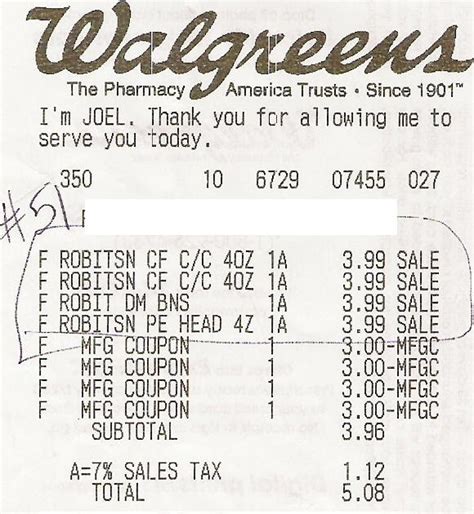 Walgreens
The Pharmacy America Trusts • Since 1901™
I'm JOEL. Thank you for allowing me to
serve you today.
350 10 6729 07455 027
#51
F ROBITSN CF C/C 4OZ 1A 3.99 SALE
F ROBITSN CF C/C 4OZ 1A 3.99 SALE
F ROBIT DM BNS 1A 3.99 SALE
F ROBITSN PE HEAD 4Z 1A 3.99 SALE
F MFG COUPON 1 3.00-MFGC
F MFG COUPON 1 3.00-MFGC
F MFG COUPON 1 3.00-MFGC
F MFG COUPON 1 3.00-MFGC
SUBTOTAL 3.96
A=7% SALES TAX 1.12
TOTAL 5.08